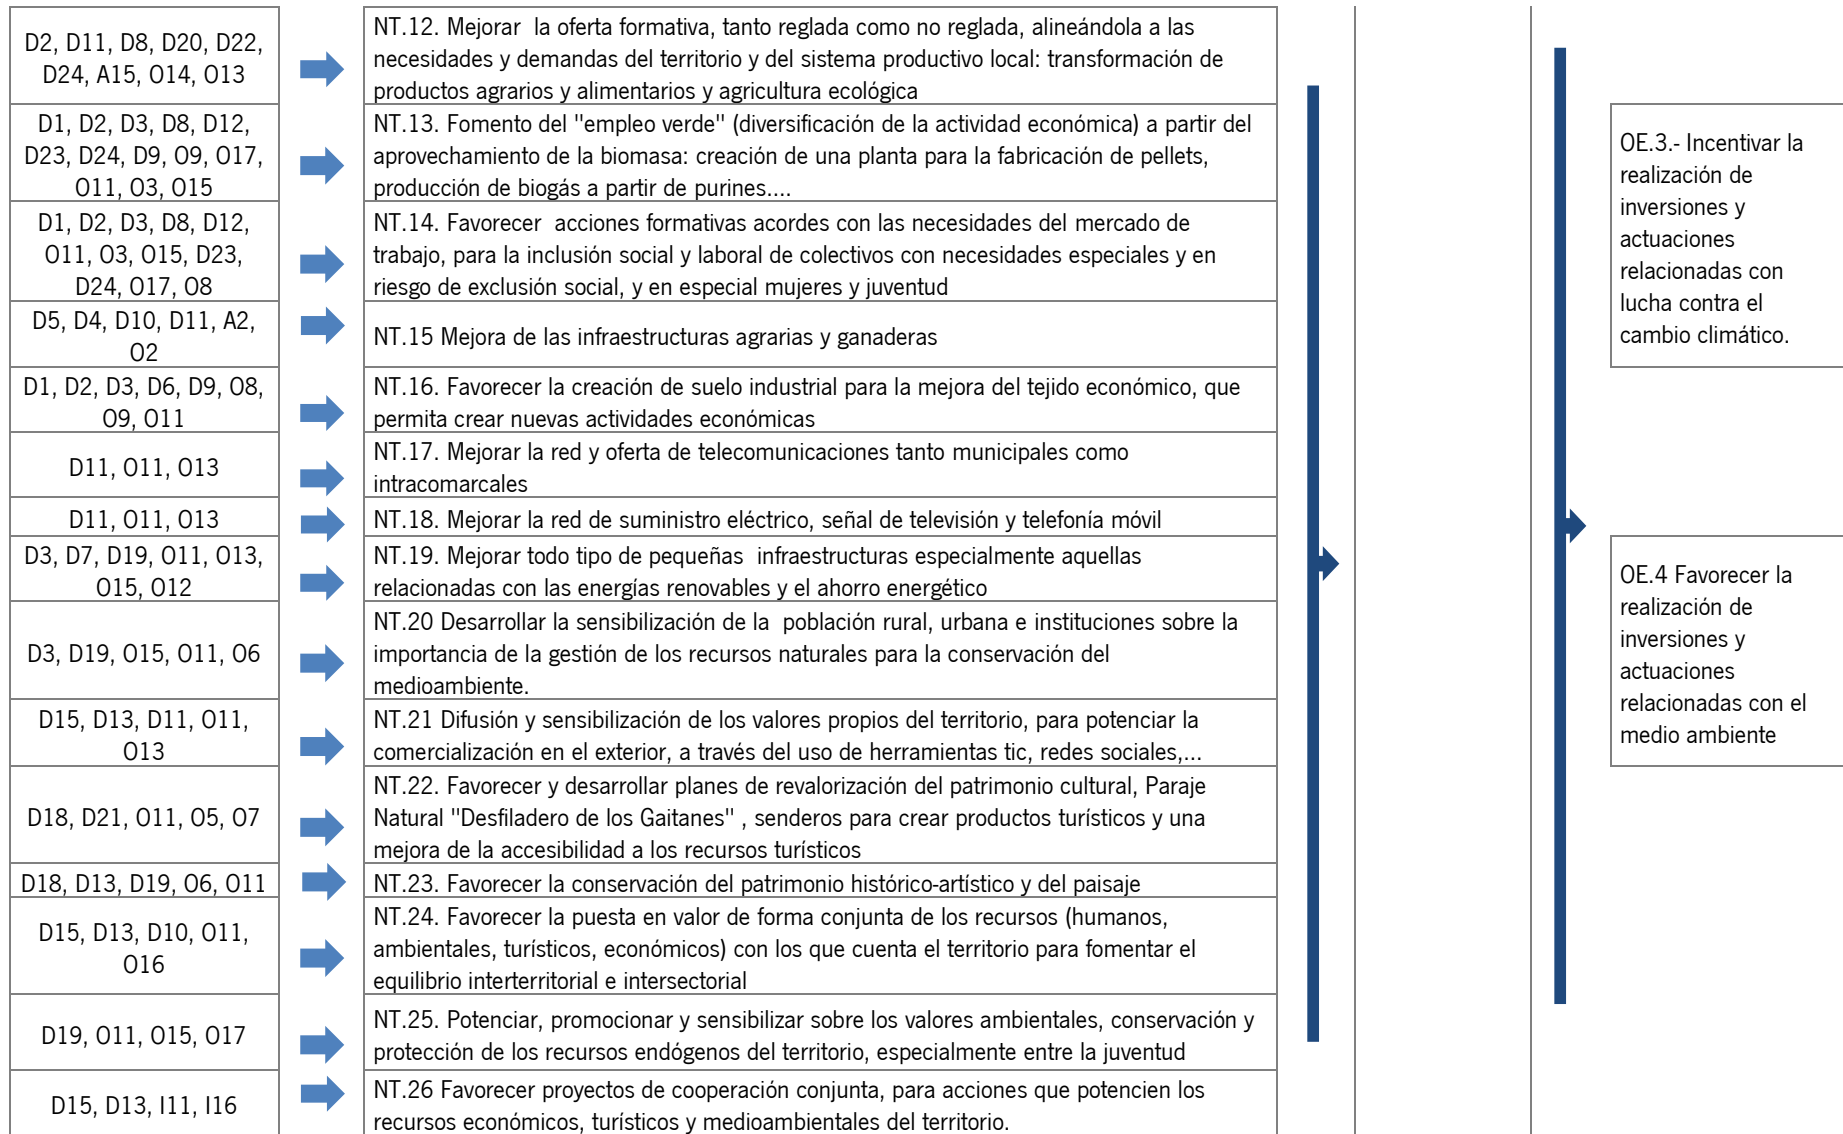 D2, D11, D8, D20, D22,
D24, A15, O14, O13
NT.12. Mejorar  la oferta formativa, tanto reglada como no reglada, alineándola a las
necesidades y demandas del territorio y del sistema productivo local: transformación de
productos agrarios y alimentarios y agricultura ecológica
D1, D2, D3, D8, D12,
D23, D24, D9, O9, O17,
O11, O3, O15
NT.13. Fomento del "empleo verde" (diversificación de la actividad económica) a partir del
aprovechamiento de la biomasa: creación de una planta para la fabricación de pellets,
producción de biogás a partir de purines....
D1, D2, D3, D8, D12,
O11, O3, O15, D23,
D24, O17, O8
NT.14. Favorecer  acciones formativas acordes con las necesidades del mercado de
trabajo, para la inclusión social y laboral de colectivos con necesidades especiales y en
riesgo de exclusión social, y en especial mujeres y juventud
D5, D4, D10, D11, A2,
O2
NT.15 Mejora de las infraestructuras agrarias y ganaderas
D1, D2, D3, D6, D9, O8,
O9, O11
NT.16. Favorecer la creación de suelo industrial para la mejora del tejido económico, que
permita crear nuevas actividades económicas
D11, O11, O13
NT.17. Mejorar la red y oferta de telecomunicaciones tanto municipales como
intracomarcales
D11, O11, O13
NT.18. Mejorar la red de suministro eléctrico, señal de televisión y telefonía móvil
D3, D7, D19, O11, O13,
O15, O12
NT.19. Mejorar todo tipo de pequeñas  infraestructuras especialmente aquellas
relacionadas con las energías renovables y el ahorro energético
D3, D19, O15, O11, O6
NT.20 Desarrollar la sensibilización de la  población rural, urbana e instituciones sobre la
importancia de la gestión de los recursos naturales para la conservación del
medioambiente.
D15, D13, D11, O11,
O13
NT.21 Difusión y sensibilización de los valores propios del territorio, para potenciar la
comercialización en el exterior, a través del uso de herramientas tic, redes sociales,...
D18, D21, O11, O5, O7
NT.22. Favorecer y desarrollar planes de revalorización del patrimonio cultural, Paraje
Natural "Desfiladero de los Gaitanes" , senderos para crear productos turísticos y una
mejora de la accesibilidad a los recursos turísticos
D18, D13, D19, O6, O11
NT.23. Favorecer la conservación del patrimonio histórico-artístico y del paisaje
D15, D13, D10, O11,
O16
NT.24. Favorecer la puesta en valor de forma conjunta de los recursos (humanos,
ambientales, turísticos, económicos) con los que cuenta el territorio para fomentar el
equilibrio interterritorial e intersectorial
D19, O11, O15, O17
NT.25. Potenciar, promocionar y sensibilizar sobre los valores ambientales, conservación y
protección de los recursos endógenos del territorio, especialmente entre la juventud
D15, D13, I11, I16
NT.26 Favorecer proyectos de cooperación conjunta, para acciones que potencien los
recursos económicos, turísticos y medioambientales del territorio.
OE.3.- Incentivar la
realización de
inversiones y
actuaciones
relacionadas con
lucha contra el
cambio climático.
OE.4 Favorecer la
realización de
inversiones y
actuaciones
relacionadas con el
medio ambiente